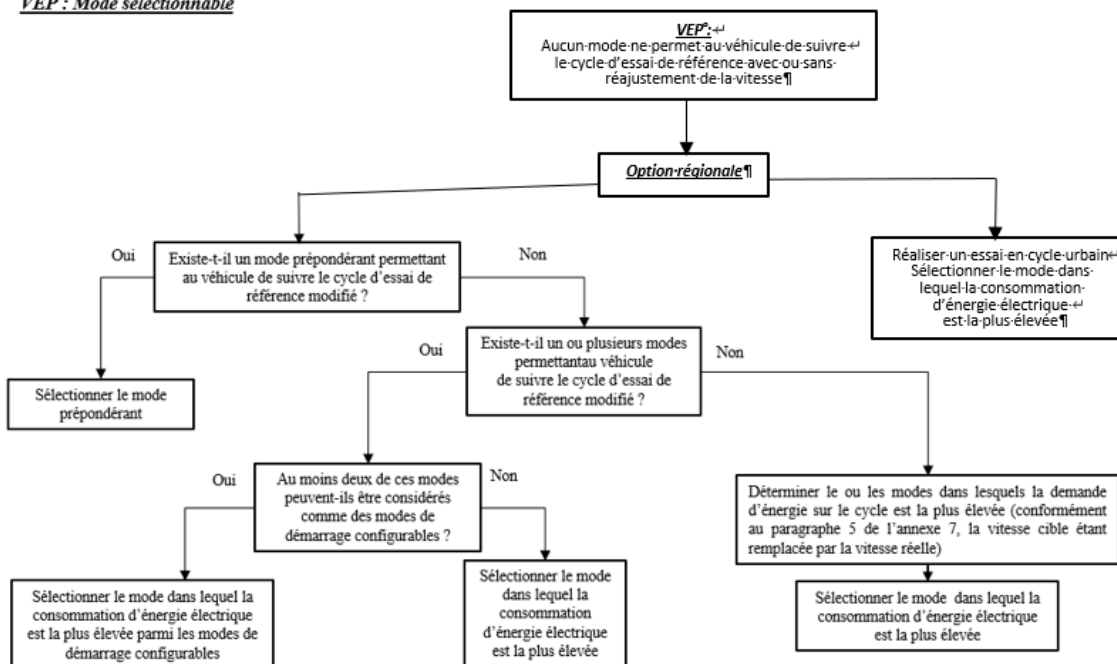 VEP : Mode sélectionnable
VEP°:↵
Aucun·mode·ne·permet·au·véhicule·de·suivre↵
le·cycle·d'essai·de·référence·avec·ou·sans·
réajustement·de·la·vitesse¶
Option·régionale¶
Oui
Existe-t-il un mode prépondérant permettant
au véhicule de suivre le cycle d'essai de
référence modifié ?
Non
Réaliser·un·essai·en·cycle·urbain↵
Sélectionner·le·mode·dans·
lequel·la·consommation·
d'énergie·électrique·↵
est·la·plus·élevée¶
Sélectionner le mode
prépondérant
Oui
Existe-t-il un ou plusieurs modes
permettantau véhicule
de suivre le cycle d'essai de
référence modifié ?
Non
Oui
Au moins deux de ces modes
peuvent-ils être considérés
comme des modes de
démarrage configurables ?
Non
Déterminer le ou les modes dans lesquels la demande
d'énergie sur le cycle est la plus élevée (conformément
au paragraphe 5 de l'annexe 7, la vitesse cible étant
remplacée par la vitesse réelle)
Sélectionner le mode dans lequel la
consommation d'énergie électrique
est la plus élevée parmi les modes de
démarrage configurables
Sélectionner le mode
dans lequel la
consommation
d'énergie électrique
est la plus élevée
Sélectionner le mode dans lequel la
consommation d'énergie électrique
est la plus élevée